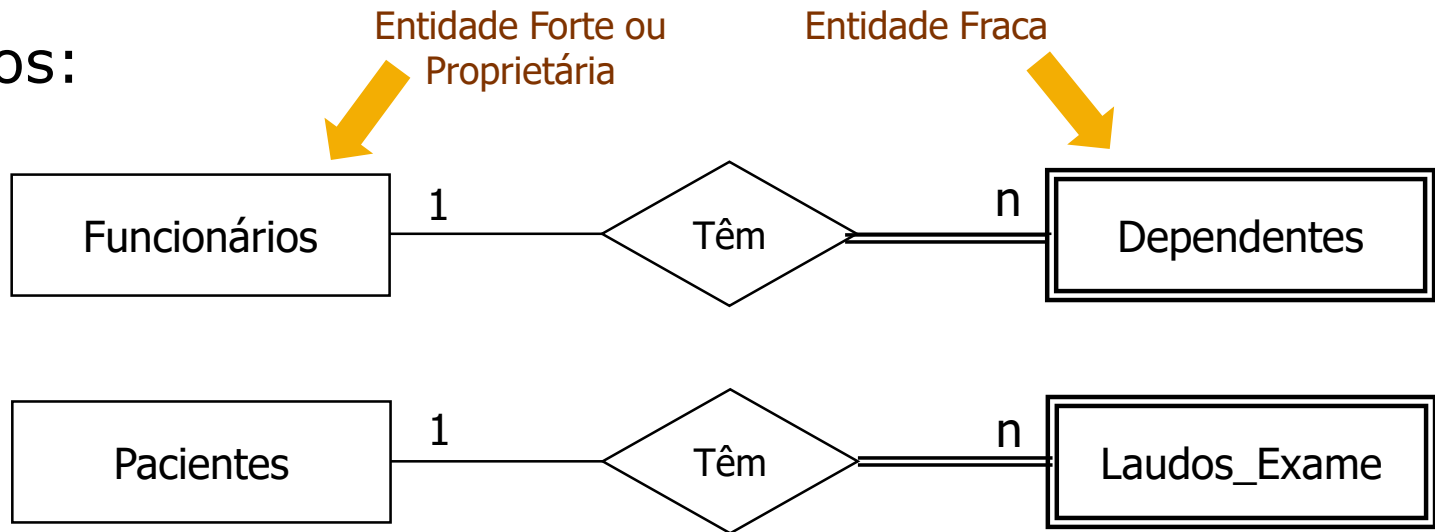 os:
Entidade Forte ou
Proprietária
Entidade Fraca
Funcionários
1
Têm
n
Dependentes
Pacientes
1
Têm
n
Laudos_Exame